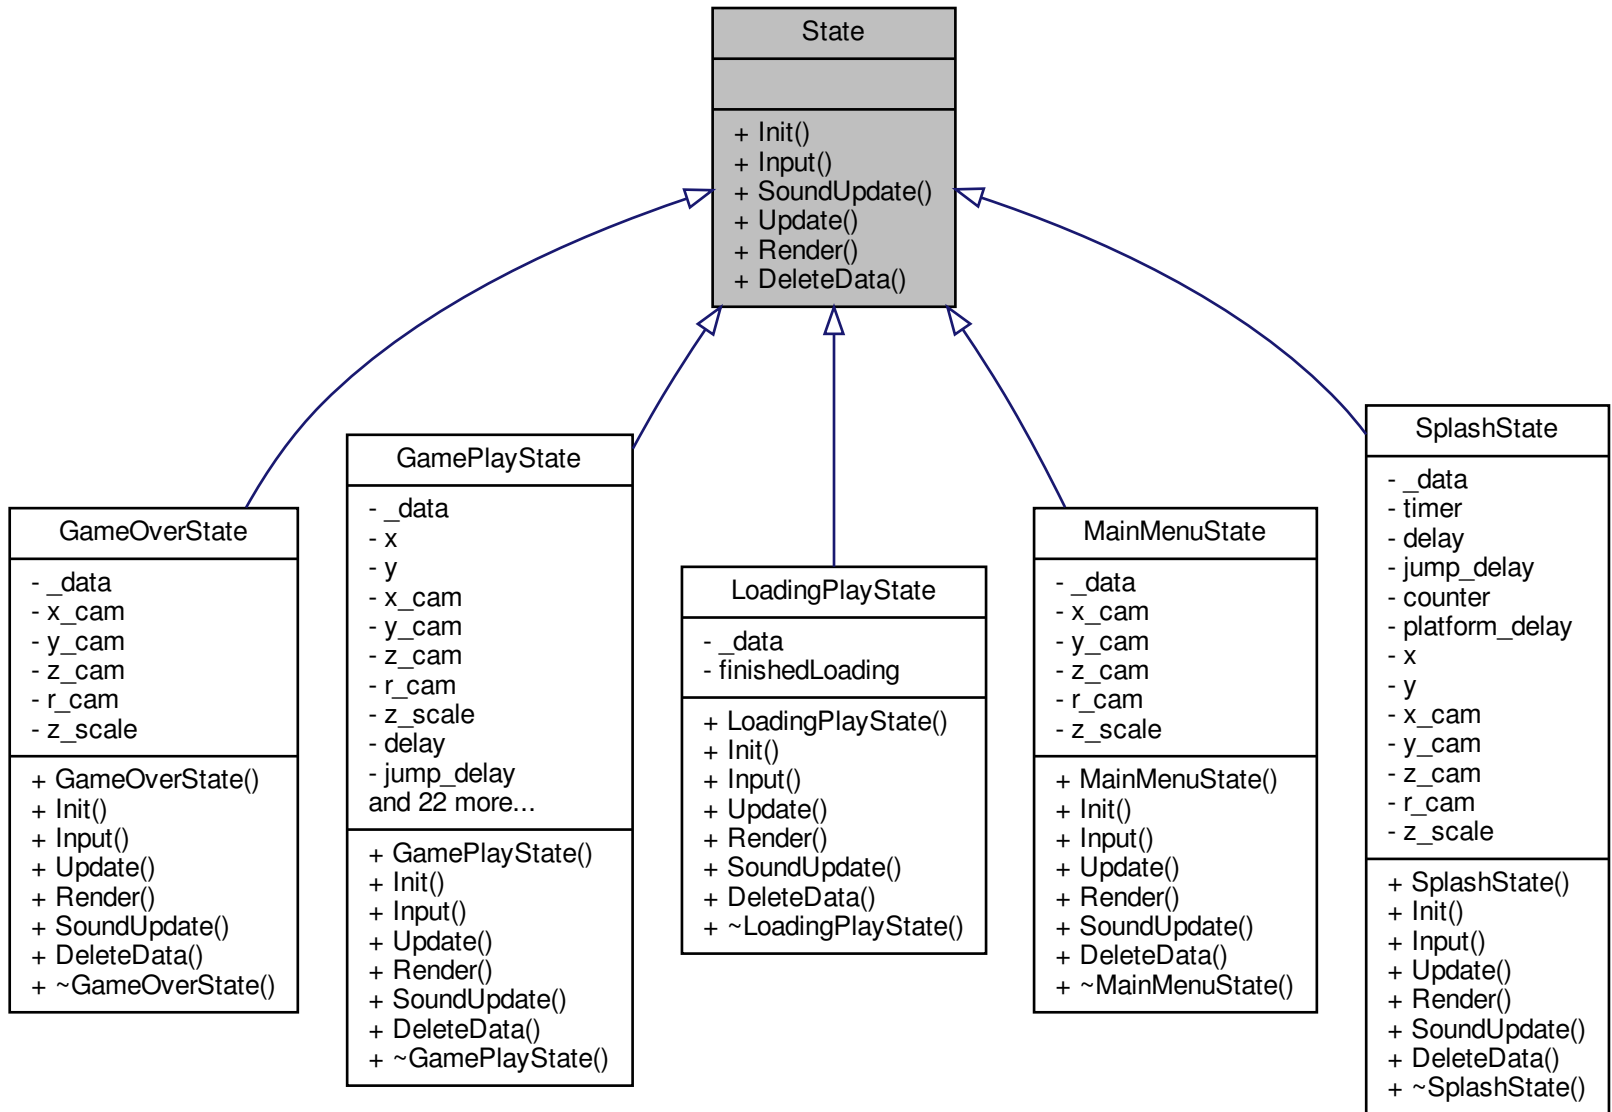 State
+ Init()
+ Input()
+ SoundUpdate()
+ Update()
+ Render()
+ DeleteData()
GameOverState
- _data
- x_cam
- y_cam
- z_cam
- r_cam
- z_scale
+ GameOverState()
+ Init()
+ Input()
+ Update()
+ Render()
+ SoundUpdate()
+ DeleteData()
+ ~GameOverState()
GamePlayState
- _data
- x
- y
- x_cam
- y_cam
- z_cam
- r_cam
- z_scale
- delay
- jump_delay
and 22 more...
+ GamePlayState()
+ Init()
+ Input()
+ Update()
+ Render()
+ SoundUpdate()
+ DeleteData()
+ ~GamePlayState()
LoadingPlayState
- _data
- finishedLoading
+ LoadingPlayState()
+ Init()
+ Input()
+ Update()
+ Render()
+ SoundUpdate()
+ DeleteData()
+ ~LoadingPlayState()
MainMenuState
- _data
- x_cam
- y_cam
- z_cam
- r_cam
- z_scale
+ MainMenuState()
+ Init()
+ Input()
+ Update()
+ Render()
+ SoundUpdate()
+ DeleteData()
+ ~MainMenuState()
SplashState
- _data
- timer
- delay
- jump_delay
- counter
- platform_delay
- x
- y
- x_cam
- y_cam
- z_cam
- r_cam
- z_scale
+ SplashState()
+ Init()
+ Input()
+ Update()
+ Render()
+ SoundUpdate()
+ DeleteData()
+ ~SplashState()